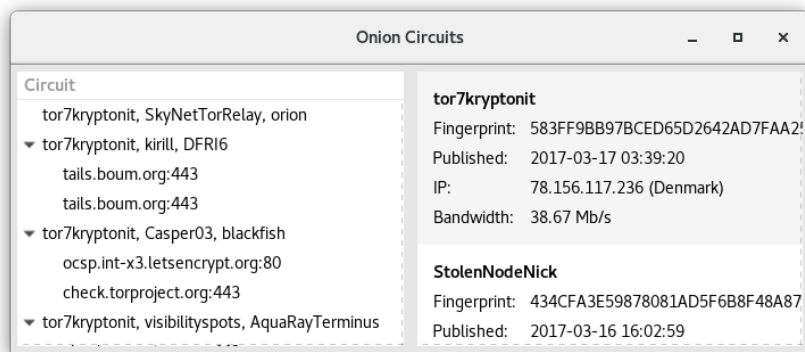 Onion Circuits
Circuit
tor7kryptonit, SkyNetTorRelay, orion
tor7kryptonit, kirill, DFRI6
tails.boum.org:443
tails.boum.org:443
tor7kryptonit, Casper03, blackfish
ocsp.int-x3.letsencrypt.org:80
check.torproject.org:443
tor7kryptonit, visibilityspots, AquaRayTerminus
tor7kryptonit
Fingerprint: 583FF9BB97BCED65D2642AD7FAA25
Published: 2017-03-17 03:39:20
IP: 78.156.117.236 (Denmark)
Bandwidth: 38.67 Mb/s
StolenNodeNick
Fingerprint: 434CFA3E59878081AD5F6B8F48A87
Published: 2017-03-16 16:02:59